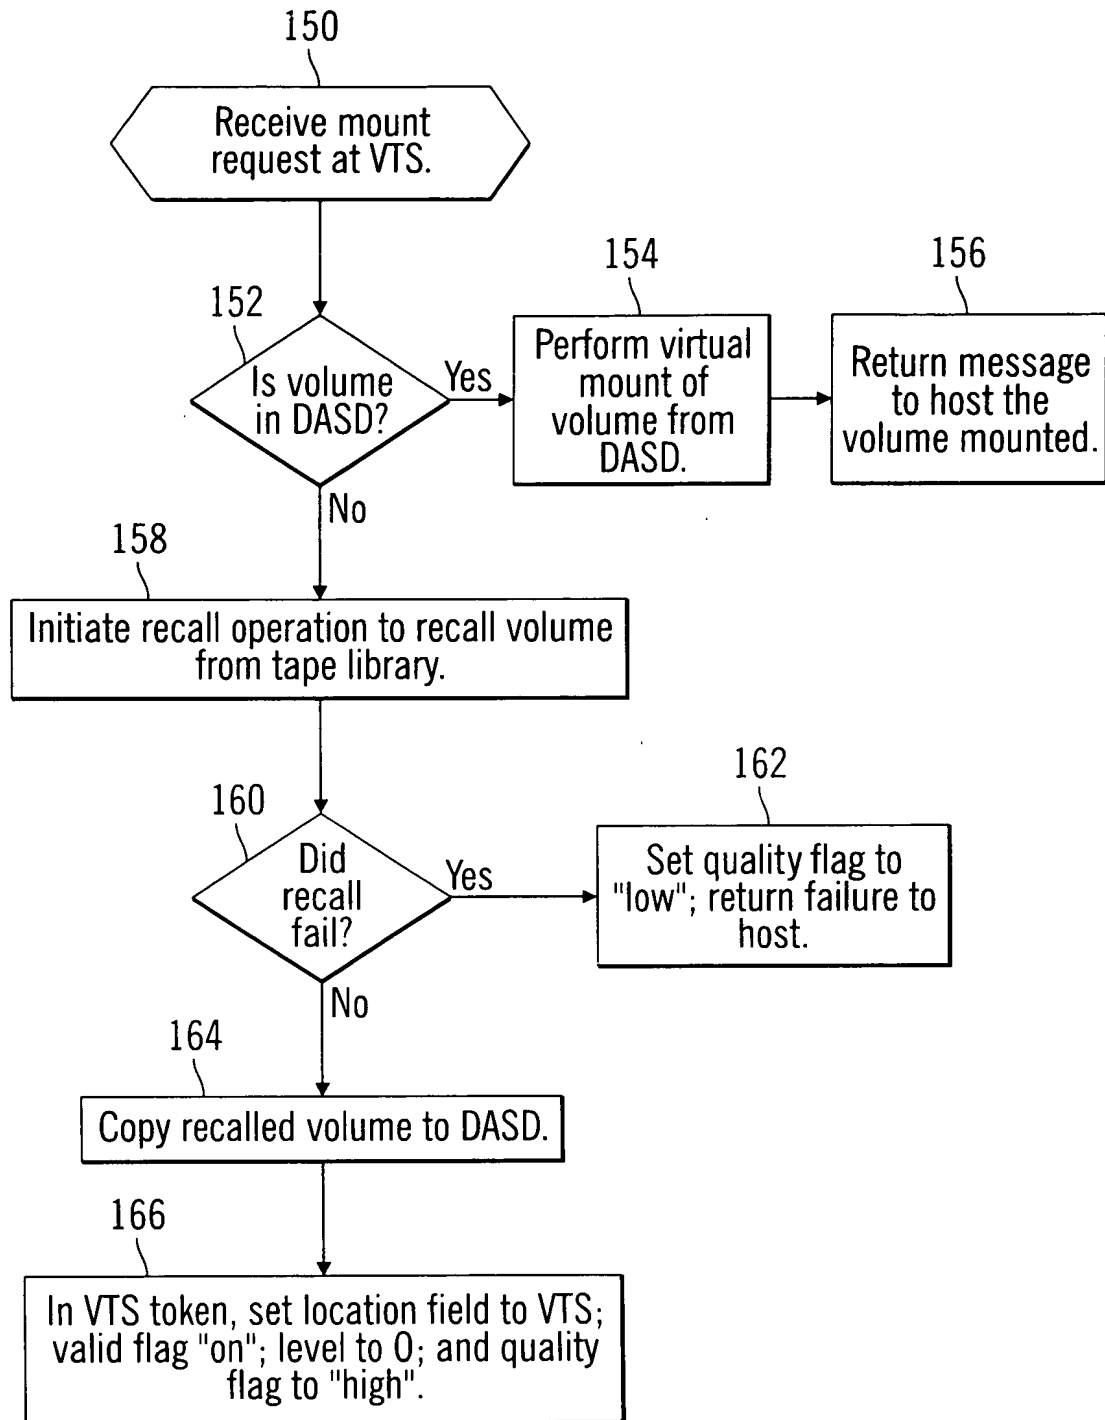 150
Receive mount
request at VTS.
152
Is volume
in DASD?
Yes
154
Perform virtual
mount of
volume from
DASD.
156
Return message
to host the
volume mounted.
No
158
Initiate recall operation to recall volume
from tape library.
160
Did
recall
fail?
Yes
162
Set quality flag to
"low"; return failure to
host.
No
164
Copy recalled volume to DASD.
166
In VTS token, set location field to VTS;
valid flag "on"; level to 0; and quality
flag to "high".